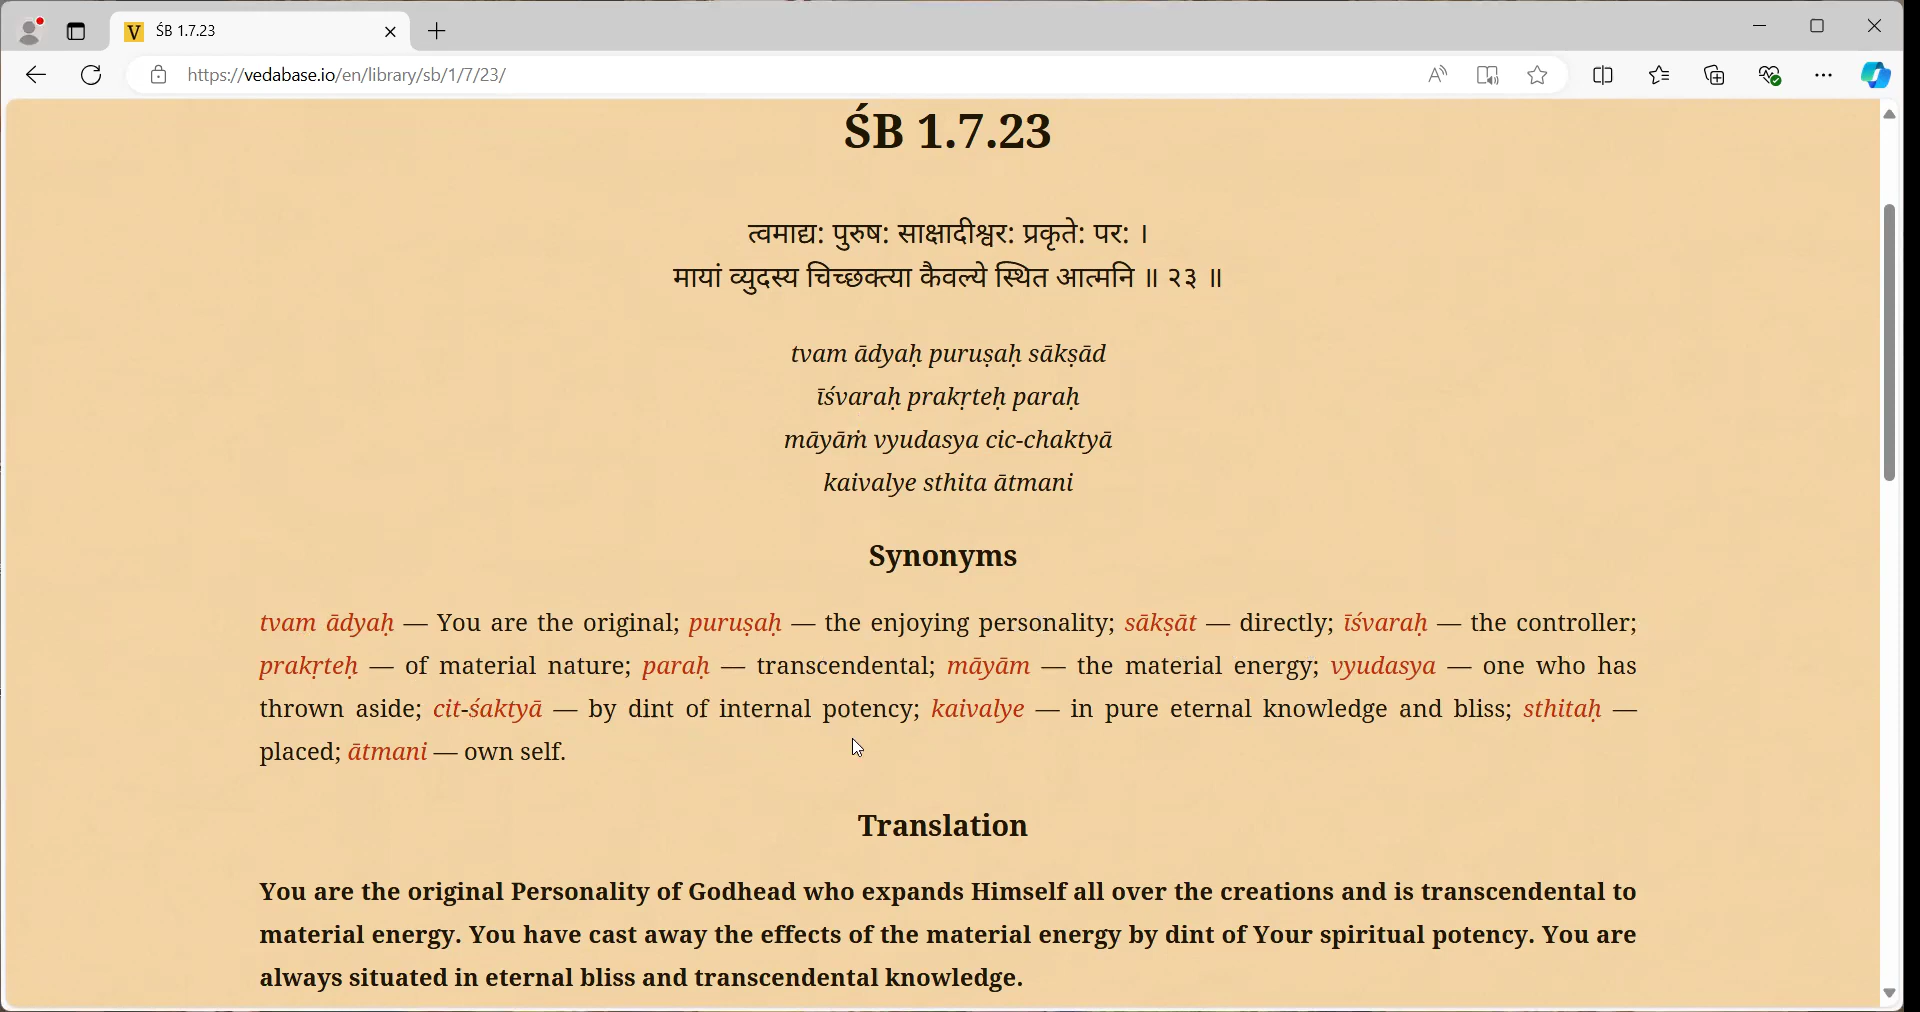 ŚB 1.7.23
https://vedabase.io/en/library/sb/1/7/23/
ŚB 1.7.23
त्वमाद्य: पुरुष: साक्षादीश्वर: प्रकृते: पर: ।
मायां व्युदस्य चिच्छक्त्या कैवल्ये स्थित आत्मनि ॥ २३ ॥
tvam ādyaḥ puruṣaḥ sākṣād
īśvaraḥ prakṛteḥ paraḥ
māyāṁ vyudasya cic-chaktyā
kaivalye sthita ātmani
Synonyms
tvam ādyaḥ — You are the original; puruṣaḥ — the enjoying personality; sākṣāt — directly; īśvaraḥ — the controller;
prakṛteḥ — of material nature; paraḥ — transcendental; māyām — the material energy; vyudasya — one who has
thrown aside; cit-śaktyā — by dint of internal potency; kaivalye — in pure eternal knowledge and bliss; sthitaḥ —
placed; ātmani — own self.
Translation
You are the original Personality of Godhead who expands Himself all over the creations and is transcendental to
material energy. You have cast away the effects of the material energy by dint of Your spiritual potency. You are
always situated in eternal bliss and transcendental knowledge.